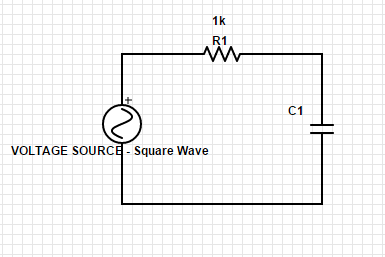 1k
R1
C1
+
VOLTAGE SOURCE - Square Wave